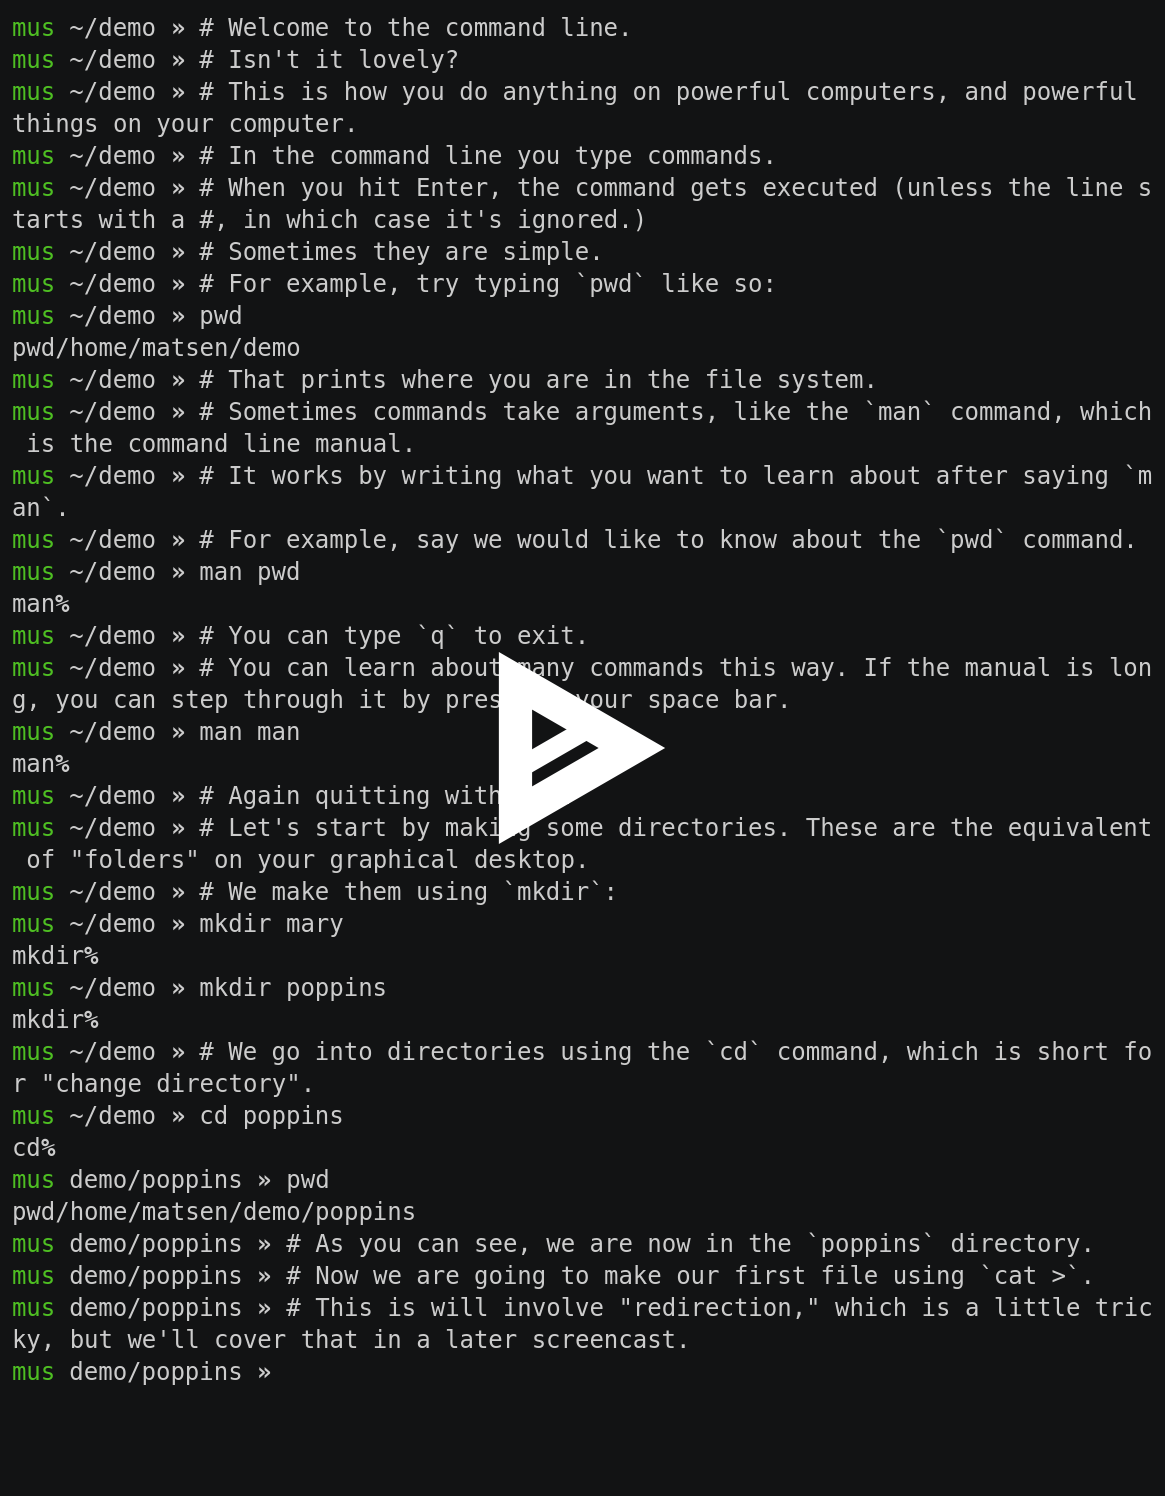 mus ~/demo » # Welcome to the command line.
mus ~/demo » # Isn't it lovely?
mus ~/demo » # This is how you do anything on powerful computers, and powerful
things on your computer.
mus ~/demo » # In the command line you type commands.
mus ~/demo » # When you hit Enter, the command gets executed (unless the line s
tarts with a #, in which case it's ignored.)
mus ~/demo » # Sometimes they are simple.
mus ~/demo » # For example, try typing `pwd` like so:
mus ~/demo » pwd
pwd/home/matsen/demo
mus ~/demo » # That prints where you are in the file system.
mus ~/demo » # Sometimes commands take arguments, like the `man` command, which
is the command line manual.
mus ~/demo » # It works by writing what you want to learn about after saying `m
an`.
mus ~/demo » # For example, say we would like to know about the `pwd` command.
mus ~/demo » man pwd
man%
mus ~/demo » # You can type `q` to exit.
mus ~/demo » # You can learn about many commands this way. If the manual is lon
g, you can step through it by pres your space bar.
mus ~/demo » man man
man%
mus ~/demo » # Again quitting with
mus ~/demo » # Let's start by making some directories. These are the equivalent
of "folders" on your graphical desktop.
mus ~/demo » # We make them using `mkdir`:
mus ~/demo » mkdir mary
mkdir%
mus ~/demo » mkdir poppins
mkdir%
mus ~/demo » # We go into directories using the `cd` command, which is short fo
r "change directory".
mus ~/demo » cd poppins
cd%
mus demo/poppins » pwd
pwd/home/matsen/demo/poppins
mus demo/poppins » # As you can see, we are now in the `poppins` directory.
mus demo/poppins » # Now we are going to make our first file using `cat >`.
mus demo/poppins » # This is will involve "redirection," which is a little tric
ky, but we'll cover that in a later screencast.
mus demo/poppins »